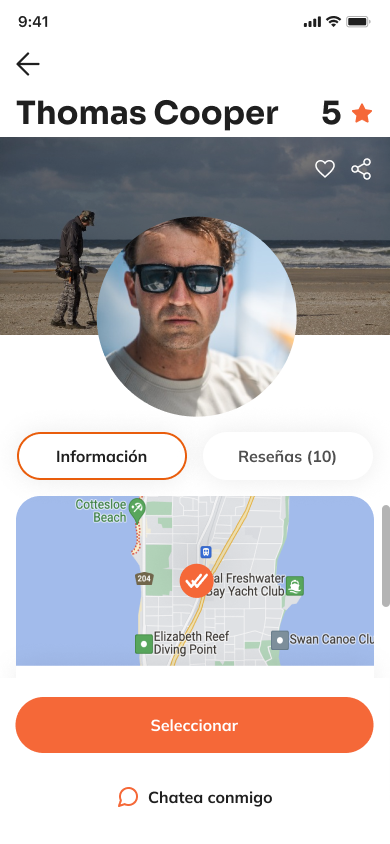 9:41
Thomas Cooper 5
Información
Reseñas (10)
Cottesloe
Beach
204
al Freshwater
Bay Yacht Club
Elizabeth Reef
Diving Point
Swan Canoe Clu
Seleccionar
Chatea conmigo